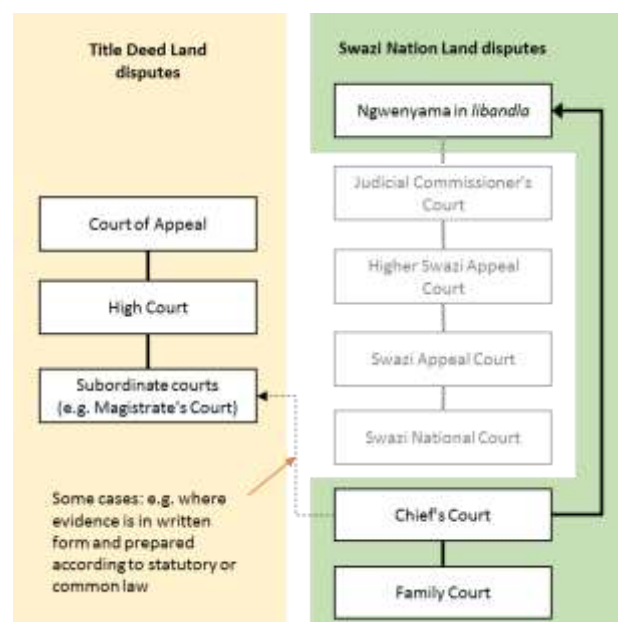 Title Deed Land
disputes
Court of Appeal
High Court
Subordinate courts
(e.g. Magistrate's Court)
Some cases: e.g. where
evidence is in written
form and prepared
according to statutory or
common law
Swazi Nation Land disputes
Ngwenyama in libandla
Judicial Commissioner's
Court
Higher Swazi Appeal
Court
Swazi Appeal Court
Swazi National Court
Chief's Court
Family Court